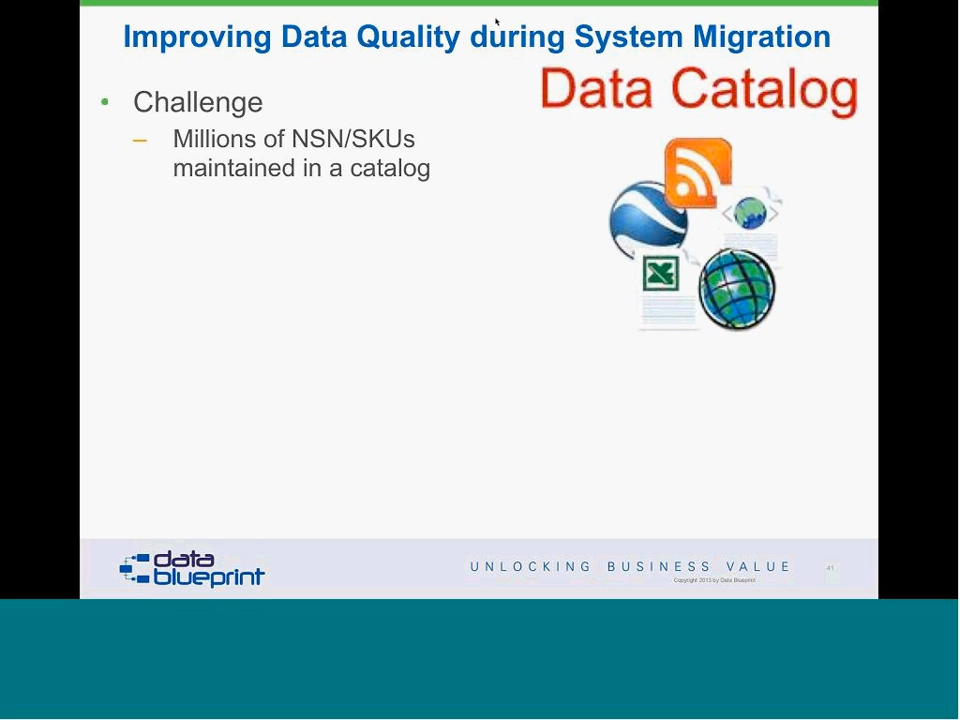 Improving Data Quality during System Migration
Data Catalog
• Challenge
– Millions of NSN/SKUs
maintained in a catalog
data
blueprint
UNLOCKING BUSINESS VALUE
41
Copyright 2015 by Data Blueprint